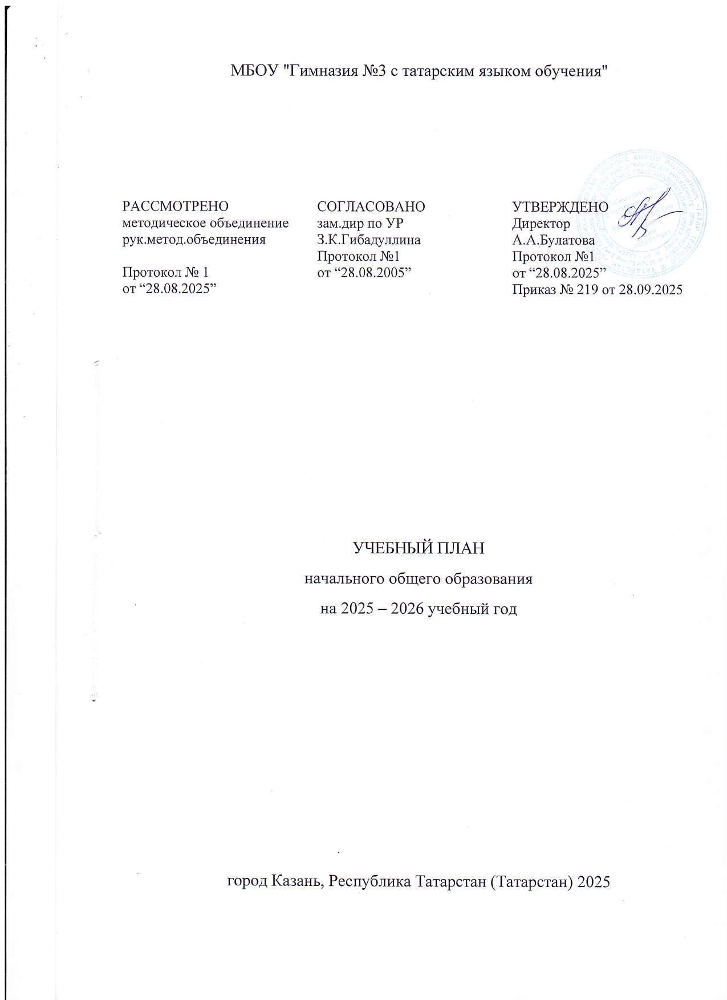 МБОУ "Гимназия №3 с татарским языком обучения"
РАССМОТРЕНО
методическое объединение
рук.метод.объединения
Протокол № 1
от “28.08.2025”
СОГЛАСОВАНО
зам.дир по УР
З.К.Гибадуллина
Протокол №1
от “28.08.2005”
УТВЕРЖДЕНО
Директор
А.А.Булатова
Протокол №1
от “28.08.2025”
Приказ № 219 от 28.09.2025
УЧЕБНЫЙ ПЛАН
начального общего образования
на 2025 – 2026 учебный год
город Казань, Республика Татарстан (Татарстан) 2025